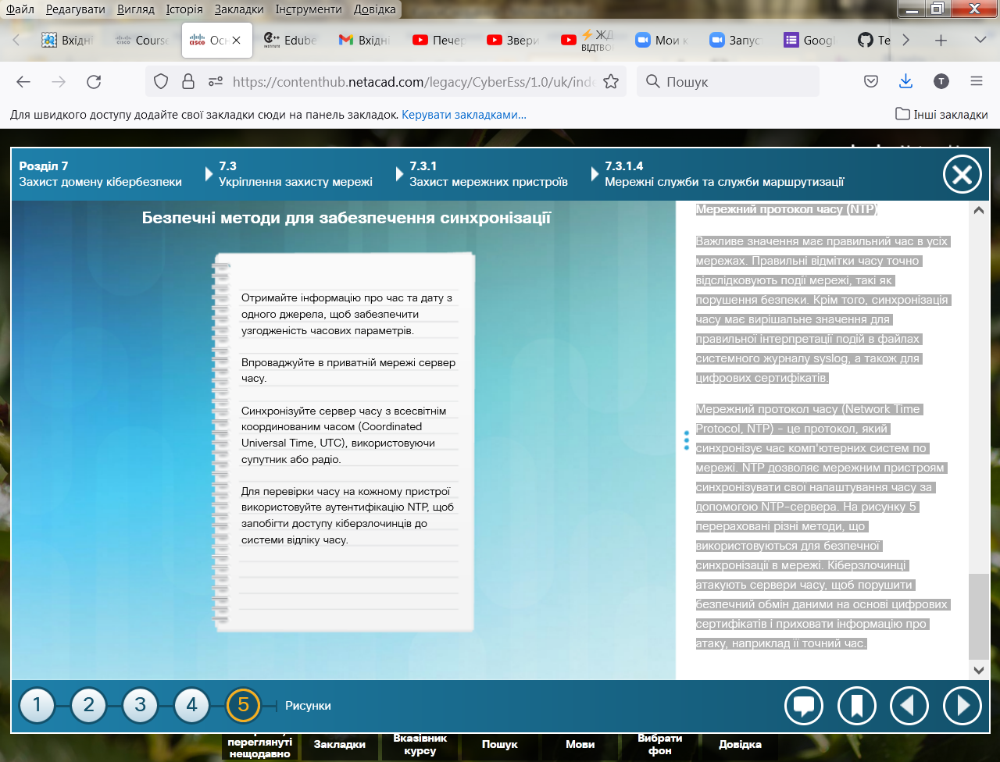 Файл Редагувати Вигляд Історія Закладки Інструменти Довідка
Вхідні
Course
Осн
Edube
Вхідні
Печер
Звери
⚡ ЖД
ВІДТВОР
Мои к
Запус
Googl
Te
https://contenthub.netacad.com/legacy/CyberEss/1.0/uk/inde
Пошук
T
Для швидкого доступу додайте свої закладки сюди на панель закладок. Керувати закладками...
Інші закладки
Розділ 7
Захист домену кібербезпеки
7.3
Укріплення захисту мережі
7.3.1
Захист мережних пристроїв
7.3.1.4
Мережні служби та служби маршрутизації
Безпечні методи для забезпечення синхронізації
Отримайте інформацію про час та дату з
одного джерела, щоб забезпечити
узгодженість часових параметрів.
Впроваджуйте в приватній мережі сервер
часу.
Синхронізуйте сервер часу з всесвітнім
координованим часом (Coordinated
Universal Time, UTC), використовуючи
супутник або радіо.
Для перевірки часу на кожному пристрої
використовуйте аутентифікацію NTP, щоб
запобігти доступу кіберзлочинців до
системи відліку часу.
Мережний протокол часу (NTP)
Важливе значення має правильний час в усіх
мережах. Правильні відмітки часу точно
відслідковують події мережі, такі як
порушення безпеки. Крім того, синхронізація
часу має вирішальне значення для
правильної інтерпретації подій в файлах
системного журналу syslog, а також для
цифрових сертифікатів.
Мережний протокол часу (Network Time
Protocol, NTP) – це протокол, який
синхронізує час комп'ютерних систем по
мережі. NTP дозволяє мережним пристроям
синхронізувати свої налаштування часу за
допомогою NTP-сервера. На рисунку 5
перераховані різні методи, що
використовуються для безпечної
синхронізації в мережі. Кіберзлочинці
атакують сервери часу, щоб порушити
безпечний обмін даними на основі цифрових
сертифікатів і приховати інформацію про
атаку, наприклад її точний час.
1 2 3 4 5 Рисунки
переглянуті
нещодавно
Закладки
Вказівник
курсу
Пошук
Мови
Вибрати
фон
Довідка